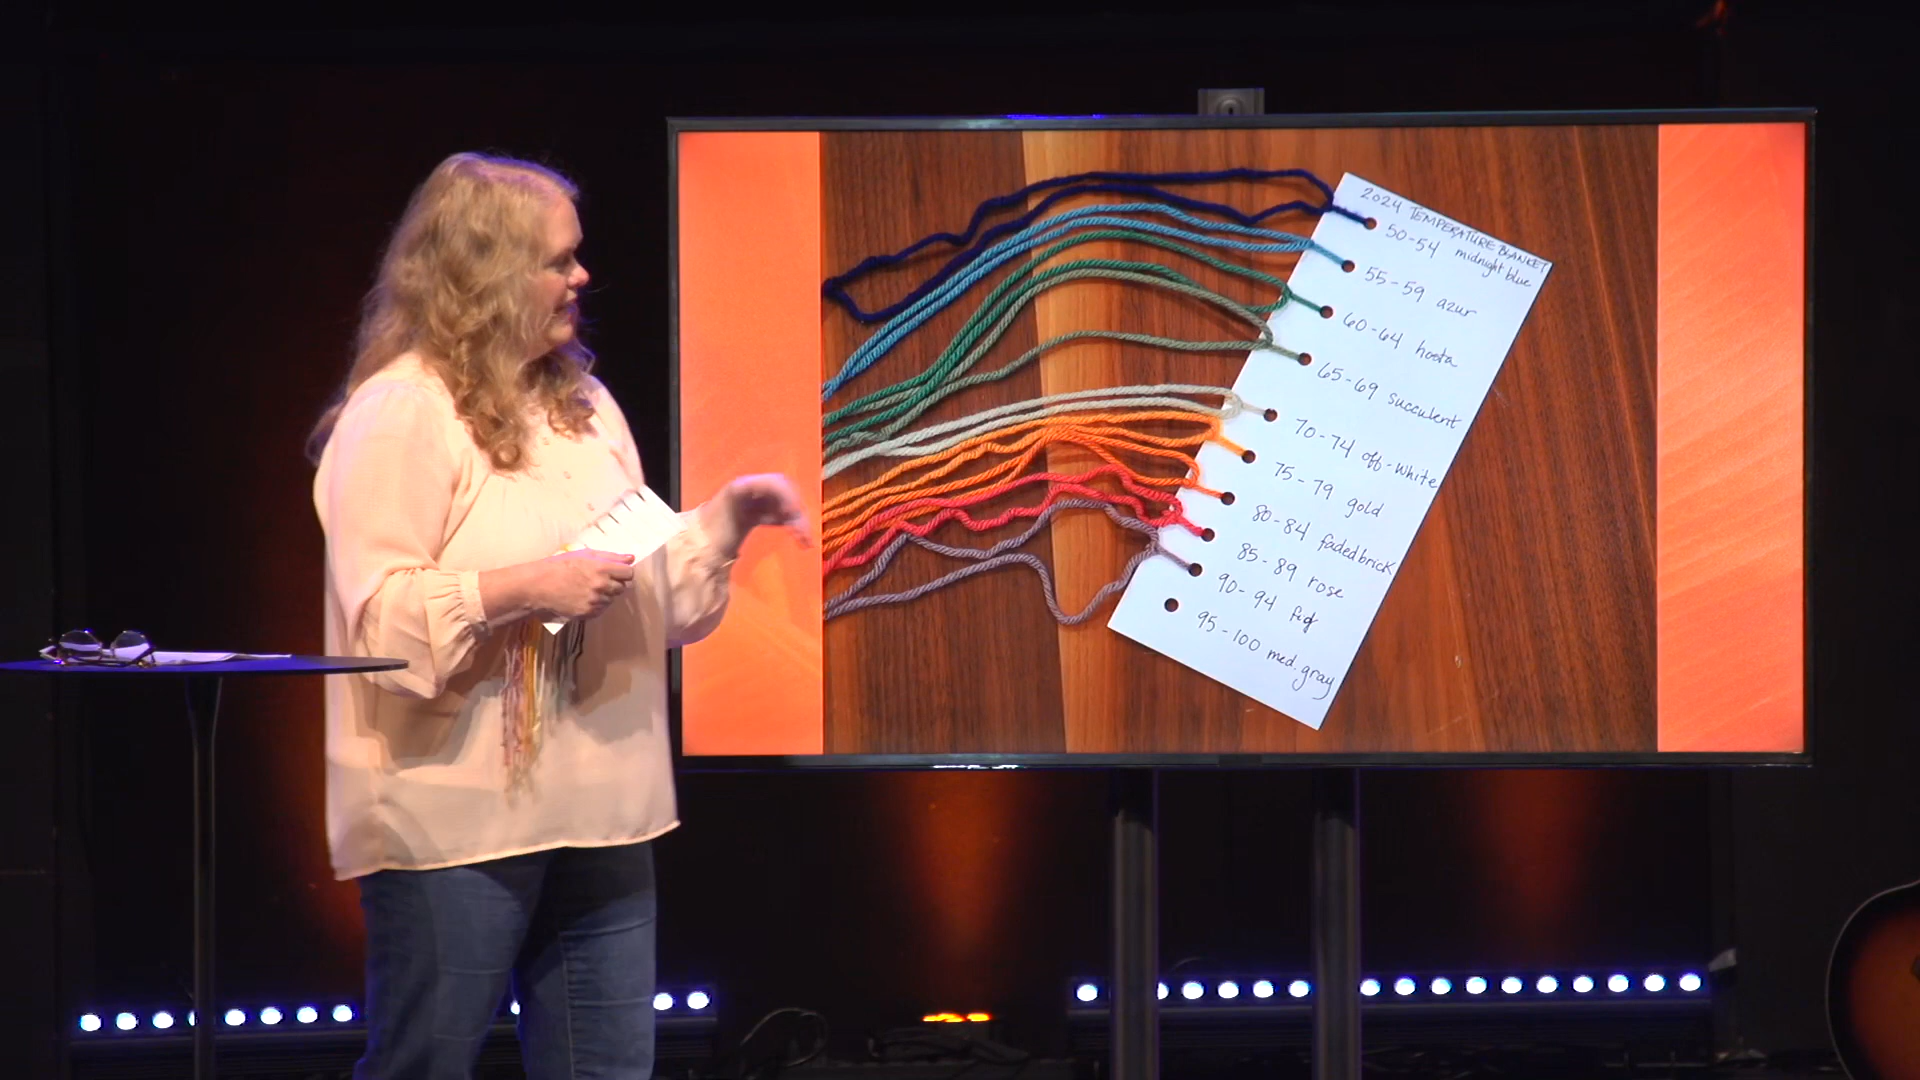 2024 TEMPERATURE BLANKET
50-54 midnight blue
55-59 azur
60-64 hosta
65-69 succulent
70-74 off-white
75-79 gold
80-84 faded brick
85-89 rose
90-94 fig
95-100 med. gray